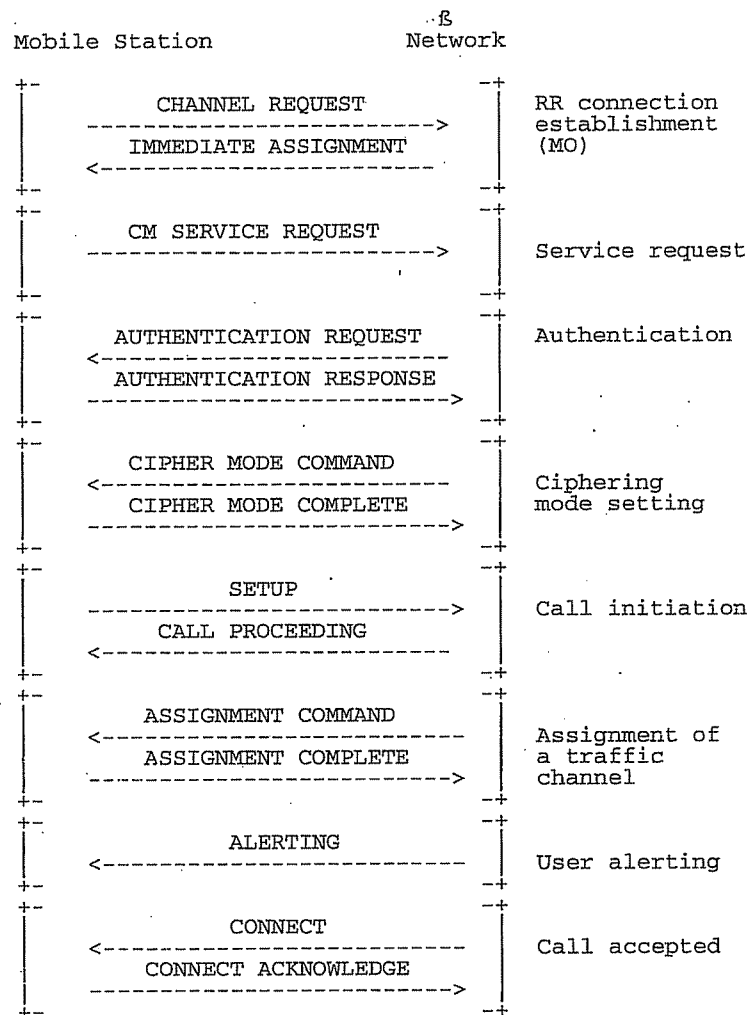 ß
Mobile Station Network
CHANNEL REQUEST RR connection
establishment
IMMEDIATE ASSIGNMENT (MO)
CM SERVICE REQUEST
Service request
AUTHENTICATION REQUEST Authentication
AUTHENTICATION RESPONSE
CIPHER MODE COMMAND
Ciphering
CIPHER MODE COMPLETE mode setting
SETUP
Call initiation
CALL PROCEEDING
ASSIGNMENT COMMAND
Assignment of
ASSIGNMENT COMPLETE a traffic
channel
ALERTING
User alerting
CONNECT
Call accepted
CONNECT ACKNOWLEDGE